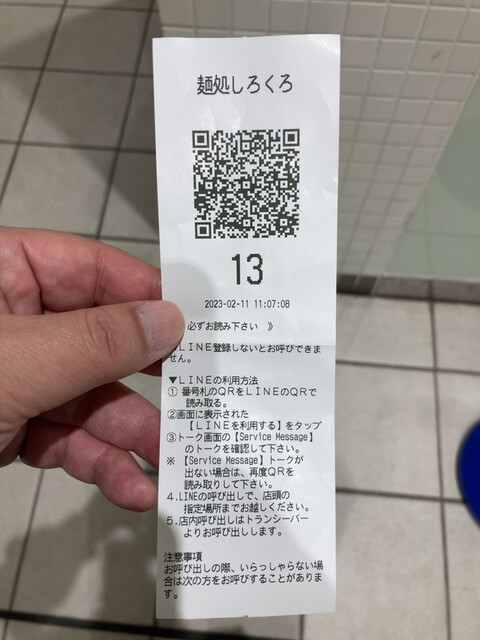 麺処しろくろ
13
2023-02-11 11:07:08
必ずお読み下さい 》
LINE登録しないとお呼びできま
せん。
▼LINEの利用方法
① 番号札のQRをLINEのQRで
読み取る。
②画面に表示された
【LINEを利用する】をタップ
③トーク画面の【Service Message】
のトークを確認して下さい。
※ 【Service Message】トークが
出ない場合は、再度QRを
読み取りして下さい。
4.LINEの呼び出しで、店頭の
指定場所までお越しください。
5.店内呼び出しはトランシーバー
よりお呼びします。
注意事項
お呼び出しの際、いらっしゃらない場
合は次の方をお呼びすることがありま
す。